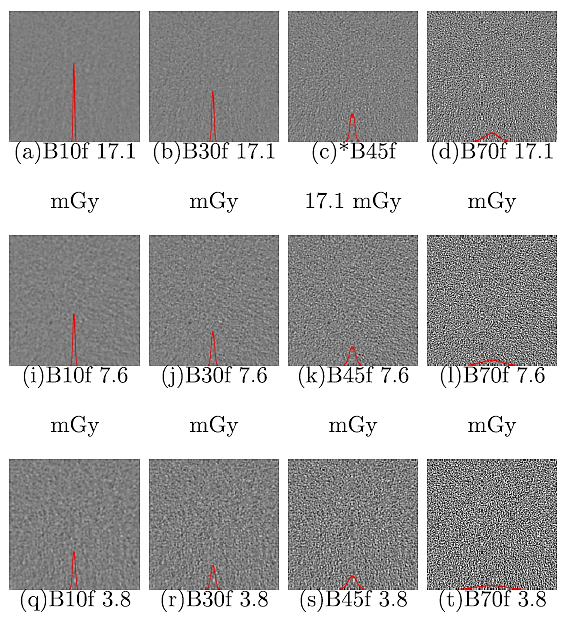 (a)B10f 17.1 (b)B30f 17.1 (c)*B45f (d)B70f 17.1
mGy mGy 17.1 mGy mGy
(i)B10f 7.6 (j)B30f 7.6 (k)B45f 7.6 (l)B70f 7.6
mGy mGy mGy mGy
(q)B10f 3.8 (r)B30f 3.8 (s)B45f 3.8 (t)B70f 3.8